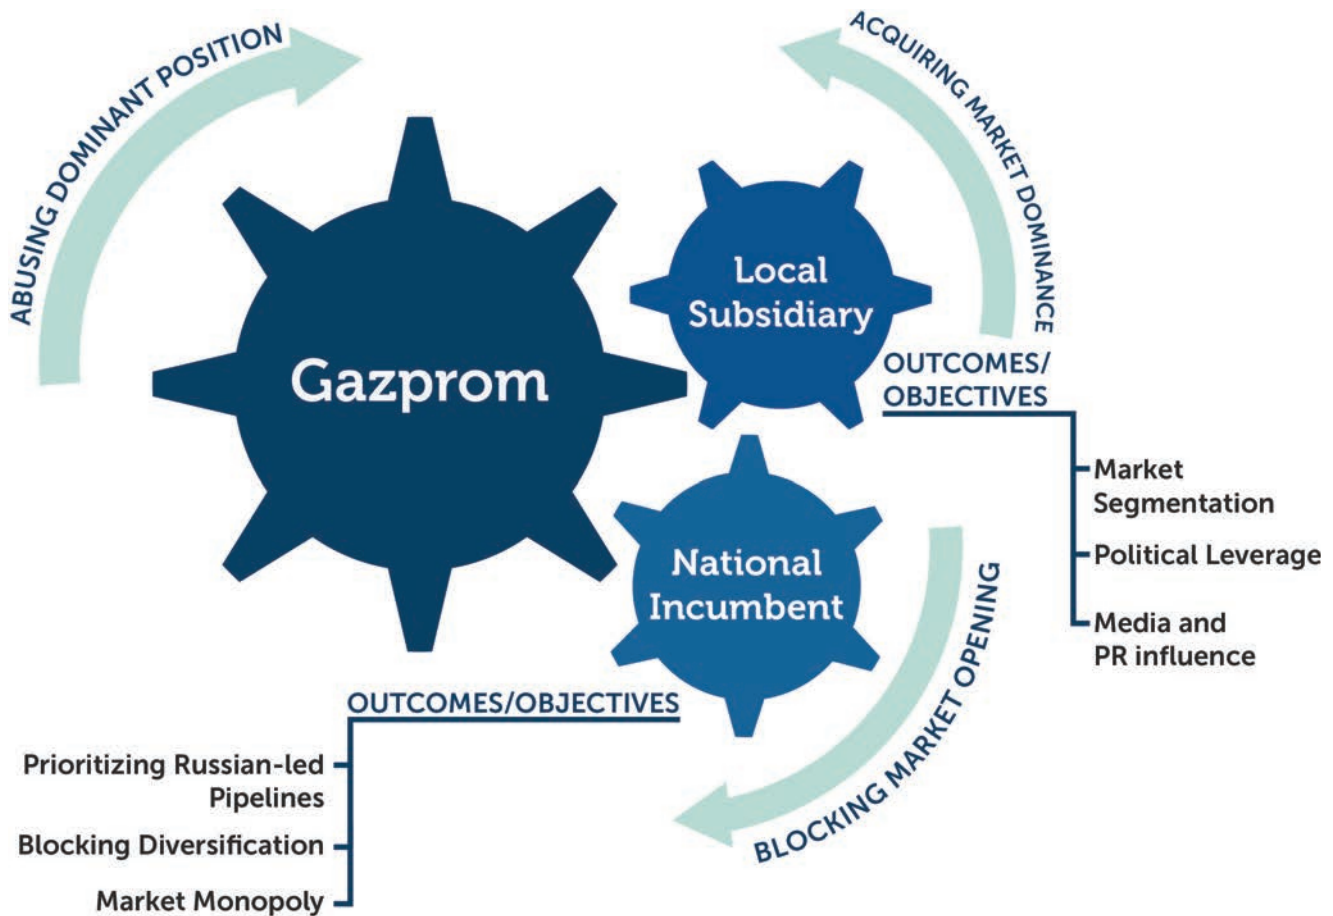 ABUSING DOMINANT POSITION
ACQUIRING MARKET DOMINANCE
Gazprom
Local
Subsidiary
OUTCOMES/
OBJECTIVES
Market
Segmentation
Political Leverage
Media and
PR influence
National
Incumbent
BLOCKING MARKET OPENING
OUTCOMES/OBJECTIVES
Prioritizing Russian-led
Pipelines
Blocking Diversification
Market Monopoly